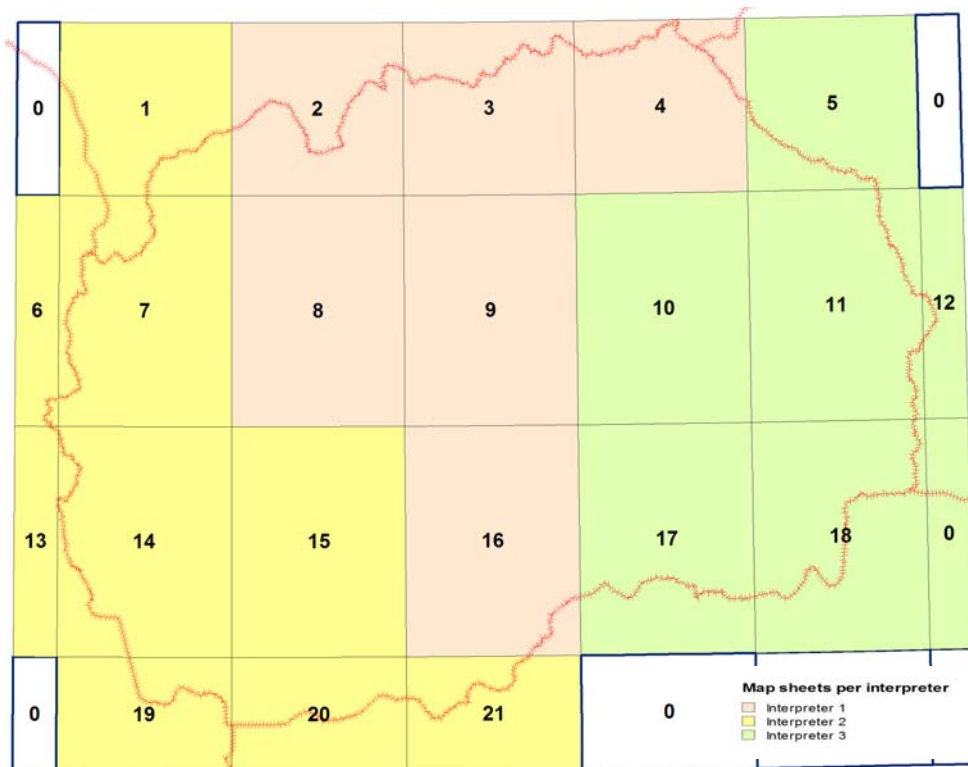 0 1 2 3 4 5 0
6 7 8 9 10 11 12
13 14 15 16 17 18 0
0 19 20 21 0
Map sheets per interpreter
Interpreter 1
Interpreter 2
Interpreter 3